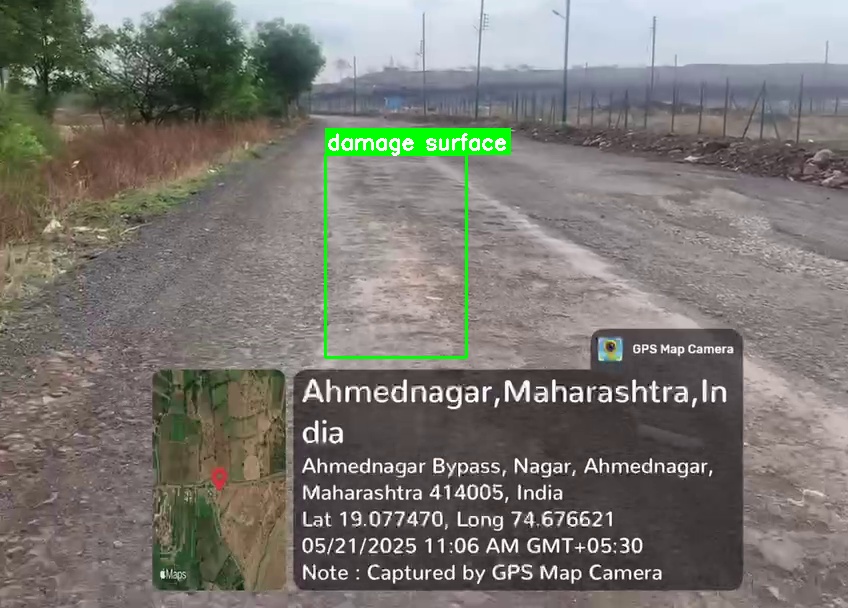 damage surface
GPS Map Camera
Ahmednagar,Maharashtra,In
dia
Ahmednagar Bypass, Nagar, Ahmednagar,
Maharashtra 414005, India
Lat 19.077470, Long 74.676621
05/21/2025 11:06 AM GMT+05:30
Note : Captured by GPS Map Camera
Maps